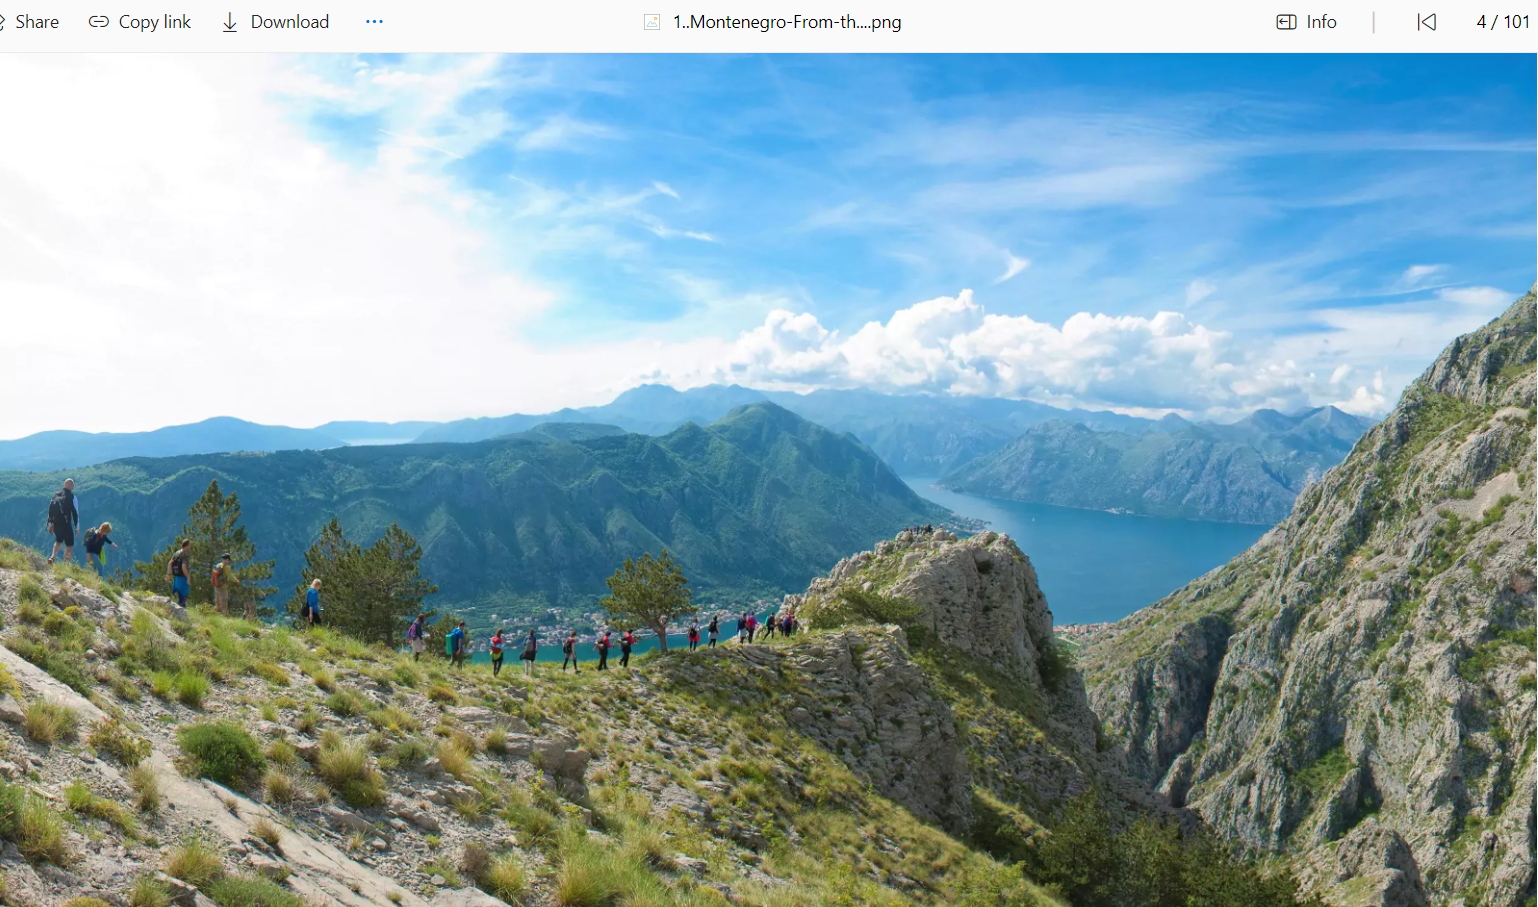 Share Copy link Download ... 1..Montenegro-From-th....png Info 4 / 101